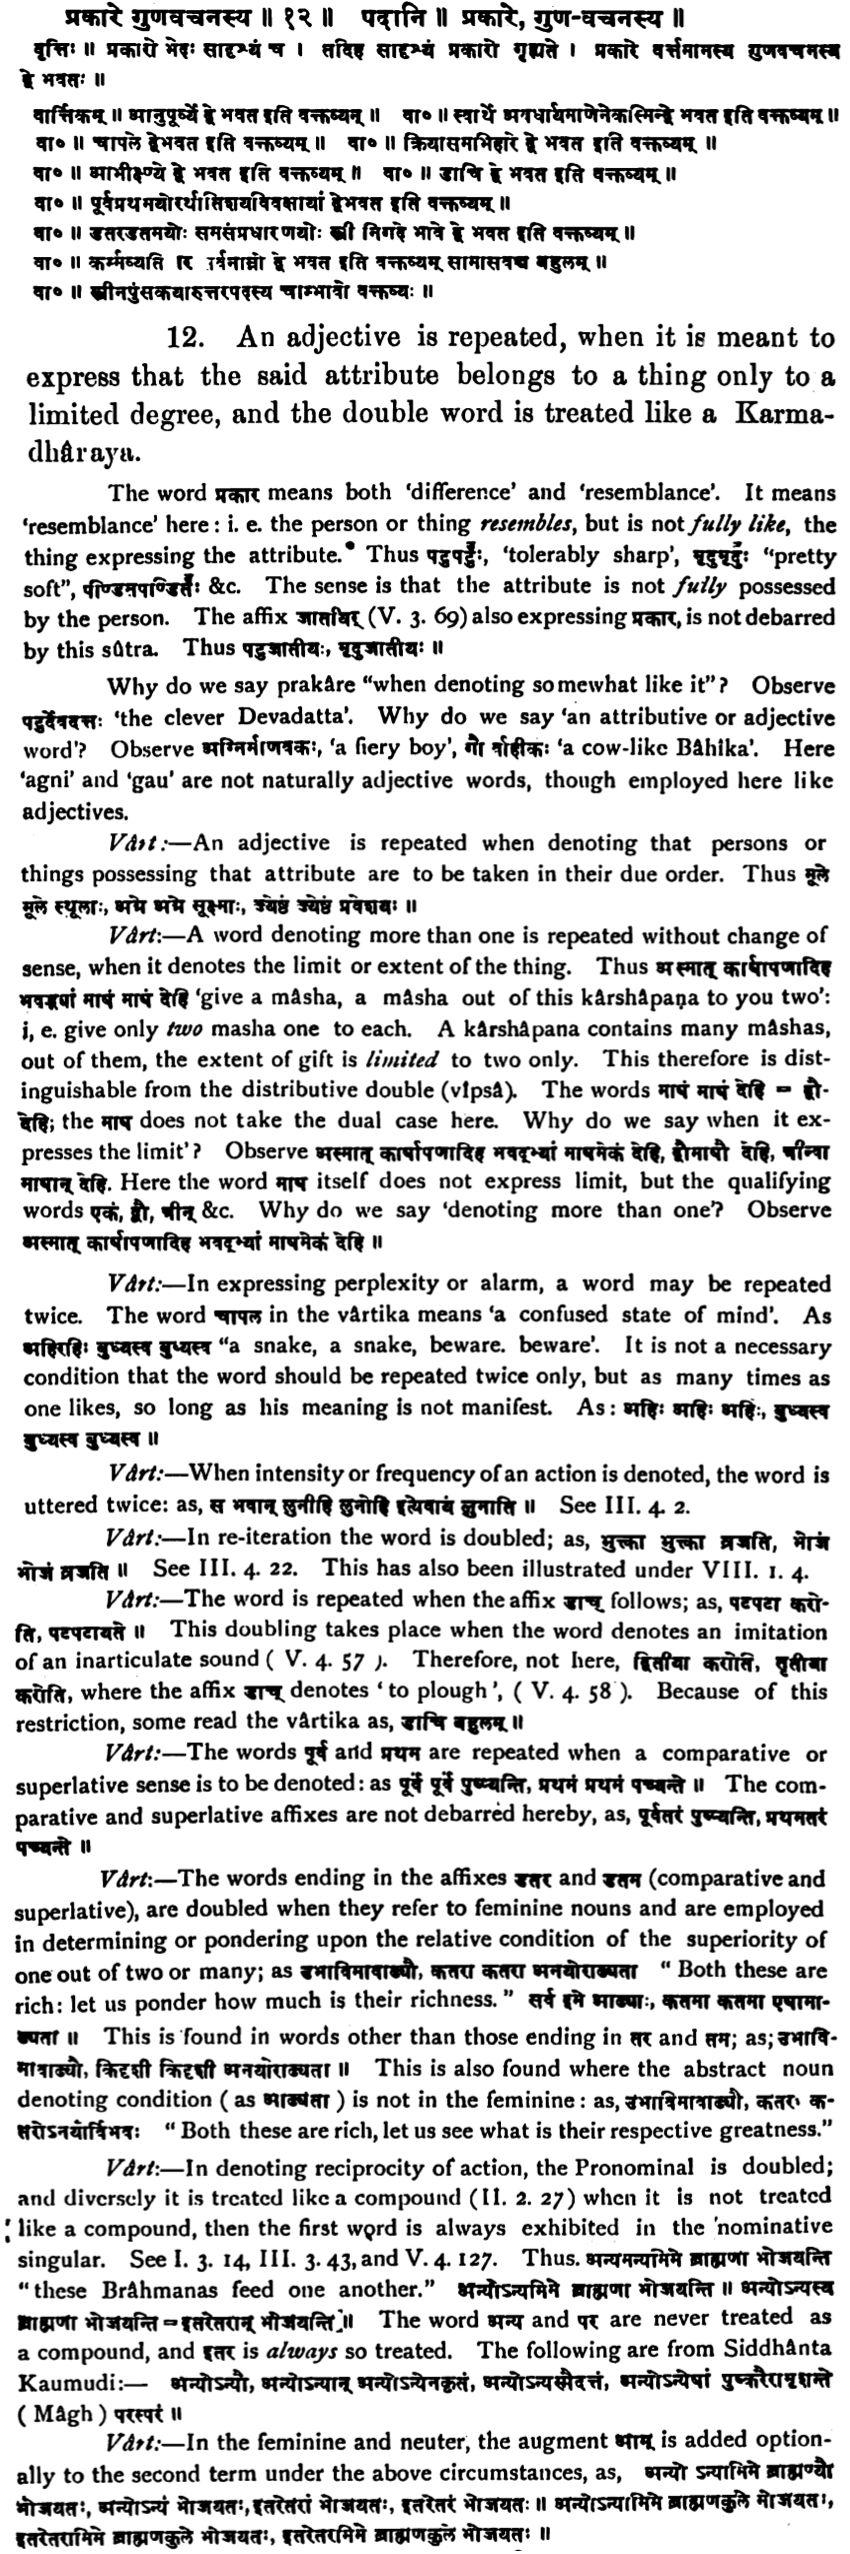 प्रकारे गुणवचनस्य ॥ १२ ॥ पदानि ॥ प्रकारे, गुण-वचनस्य ॥
वृत्तिः ॥ प्रकारो भेदः सादृश्यं च । तदिह सादृश्यं प्रकारो गृह्यते । प्रकारे वर्त्तमानस्य गुणवचनस्य
द्वे भवतः ॥
वार्त्तिकम् ॥ आनुपूर्व्ये द्वे भवत इति वक्तव्यम् ॥ वा० ॥ स्वार्थे अवधार्यमाणेनेकस्मिन्द्वे भवत इति वक्तव्यम् ॥
वा० ॥ चापले द्वेभवत इति वक्तव्यम् ॥ वा० ॥ क्रियासमभिहारे द्वे भवत इति वक्तव्यम् ॥
वा० ॥ आभीक्ष्ण्ये द्वे भवत इति वक्तव्यम् ॥ वा० ॥ डाचि द्वे भवत इति वक्तव्यम् ॥
वा० ॥ पूर्वप्रथमयोरर्थातिशयविवक्षायां द्वेभवत इति वक्तव्यम् ॥
वा० ॥ डतरडतमयोः समसंप्रधारणयोः स्त्री निगदे भावे द्वे भवत इति वक्तव्यम् ॥
वा० ॥ कर्म्मव्यति द्वे भवत इति वक्तव्यम् सामासवच्च बहुलम् ॥
वा० ॥ वक्तव्यः ॥
12. An adjective is repeated, when it is meant to
express that the said attribute belongs to a thing only to a
limited degree, and the double word is treated like a Karma-
dhâraya.
The word प्रकार means both 'difference' and 'resemblance'. It means
'resemblance' here : i. e. the person or thing resembles, but is not fully like, the
thing expressing the attribute.* Thus पटुपटुः, 'tolerably sharp', मृदुमृदुः "pretty
soft", पण्डितपण्डितः &c. The sense is that the attribute is not fully possessed
by the person. The affix जातीयर् (V. 3. 69) also expressing प्रकार, is not debarred
by this sûtra. Thus पटुजातीयः, मृदुजातीयः ॥
Why do we say prakâre "when denoting somewhat like it"? Observe
पटुर्देवदत्तः 'the clever Devadatta'. Why do we say 'an attributive or adjective
word'? Observe अग्निर्माणवकः, 'a fiery boy', गौ र्वाहीकः 'a cow-like Bâhîka'. Here
'agni' and 'gau' are not naturally adjective words, though employed here like
adjectives.
Vârt :—An adjective is repeated when denoting that persons or
things possessing that attribute are to be taken in their due order. Thus मूले
मूले स्थूलाः, अग्रे अग्रे सूक्ष्माः, ज्येष्ठं ज्येष्ठं प्रवेशयः ॥
Vârt:—A word denoting more than one is repeated without change of
sense, when it denotes the limit or extent of the thing. Thus अस्मात् कार्षापणादिह
भवद्भ्यां माषं माषं देहि 'give a mâsha, a mâsha out of this kârshâpaṇa to you two':
i, e. give only two masha one to each. A kârshâpana contains many mâshas,
out of them, the extent of gift is limited to two only. This therefore is dist-
inguishable from the distributive double (vîpsâ). The words माषं माषं देहि = द्वौ-
देहि; the माष does not take the dual case here. Why do we say when it ex-
presses the limit'? Observe अस्मात् कार्षापणादिह भवद्भ्यां माषमेकं देहि, द्वौमाषौ देहि, त्रीन्वा
माषान् देहि. Here the word माष itself does not express limit, but the qualifying
words एकं, द्वौ, त्रीन् &c. Why do we say 'denoting more than one'? Observe
अस्मात् कार्षापणादिह भवद्भ्यां माषमेकं देहि ॥
Vârt:—In expressing perplexity or alarm, a word may be repeated
twice. The word चापल in the vârtika means 'a confused state of mind'. As
अहिरहिः बुध्यस्व बुध्यस्व "a snake, a snake, beware. beware'. It is not a necessary
condition that the word should be repeated twice only, but as many times as
one likes, so long as his meaning is not manifest. As : अहिः अहिः अहिः, बुध्यस्व
बुध्यस्व बुध्यस्व ॥
Vârt:—When intensity or frequency of an action is denoted, the word is
uttered twice: as, स भवान् लुनीहि लुनीहि इत्येवायं लुनाति ॥ See III. 4. 2.
Vârt:—In re-iteration the word is doubled; as, भुक्त्वा भुक्त्वा व्रजति, भोजं
भोजं व्रजति ॥ See III. 4. 22. This has also been illustrated under VIII. 1. 4.
Vârt:—The word is repeated when the affix डाच् follows; as, पटपटा करो-
ति, पटपटायते ॥ This doubling takes place when the word denotes an imitation
of an inarticulate sound ( V. 4. 57 ). Therefore, not here, द्वितीया करोति, तृतीया
करोति, where the affix डाच् denotes ' to plough ', ( V. 4. 58 ). Because of this
restriction, some read the vârtika as, डाचि बहुलम् ॥
Vârt:—The words पूर्व and प्रथम are repeated when a comparative or
superlative sense is to be denoted : as पूर्वे पूर्वे पुष्प्यन्ति, प्रथमं प्रथमं पच्यन्ते ॥ The com-
parative and superlative affixes are not debarred hereby, as, पूर्वतरं पुष्प्यन्ति, प्रथमतरं
पच्यन्ते ॥
Vârt:—The words ending in the affixes डतर and डतम (comparative and
superlative), are doubled when they refer to feminine nouns and are employed
in determining or pondering upon the relative condition of the superiority of
one out of two or many; as उभाविमावाढ्यौ, कतरा कतरा अनयोराढ्यता " Both these are
rich : let us ponder how much is their richness. " सर्व इमे आढ्याः, कतमा कतमा एषामा-
ढ्यता ॥ This is found in words other than those ending in तर and तम; as; उभावि-
मावाढ्यौ, किदृशी किदृशी अनयोराढ्यता ॥ This is also found where the abstract noun
denoting condition ( as आढ्यता ) is not in the feminine : as, उभाविमावाढ्यौ, कतरः क-
तरोऽनयोर्विभवः "Both these are rich, let us see what is their respective greatness."
Vârt:—In denoting reciprocity of action, the Pronominal is doubled;
and diversely it is treated like a compound (II. 2. 27) when it is not treated
like a compound, then the first word is always exhibited in the nominative
singular. See I. 3. 14, III. 3. 43, and V. 4. 127. Thus. अन्यमन्यमिमे ब्राह्मणा भोजयन्ति
"these Brâhmanas feed one another." अन्योऽन्यमिमे ब्राह्मणा भोजयन्ति ॥ अन्योऽन्यस्य
ब्राह्मणा भोजयन्ति = इतरेतरान् भोजयन्ति ॥ The word अन्य and पर are never treated as
a compound, and इतर is always so treated. The following are from Siddhânta
Kaumudi:— अन्योऽन्यौ, अन्योऽन्यान् अन्योऽन्येनकृतं, अन्योऽन्यस्मैदत्तं, अन्योऽन्येषां पुष्करैरामृशन्ते
( Mâgh ) परस्परं ॥
Vârt:—In the feminine and neuter, the augment आम् is added option-
ally to the second term under the above circumstances, as, अन्यो ऽन्यामिमे ब्राह्मण्यौ
भोजयतः, अन्योऽन्यं भोजयतः, इतरेतरां भोजयतः, इतरेतरं भोजयतः ॥ अन्योऽन्यामिमे ब्राह्मणकुले भोजयतः,
इतरेतरामिमे ब्राह्मणकुले भोजयतः, इतरेतरमिमे ब्राह्मणकुले भोजयतः ॥